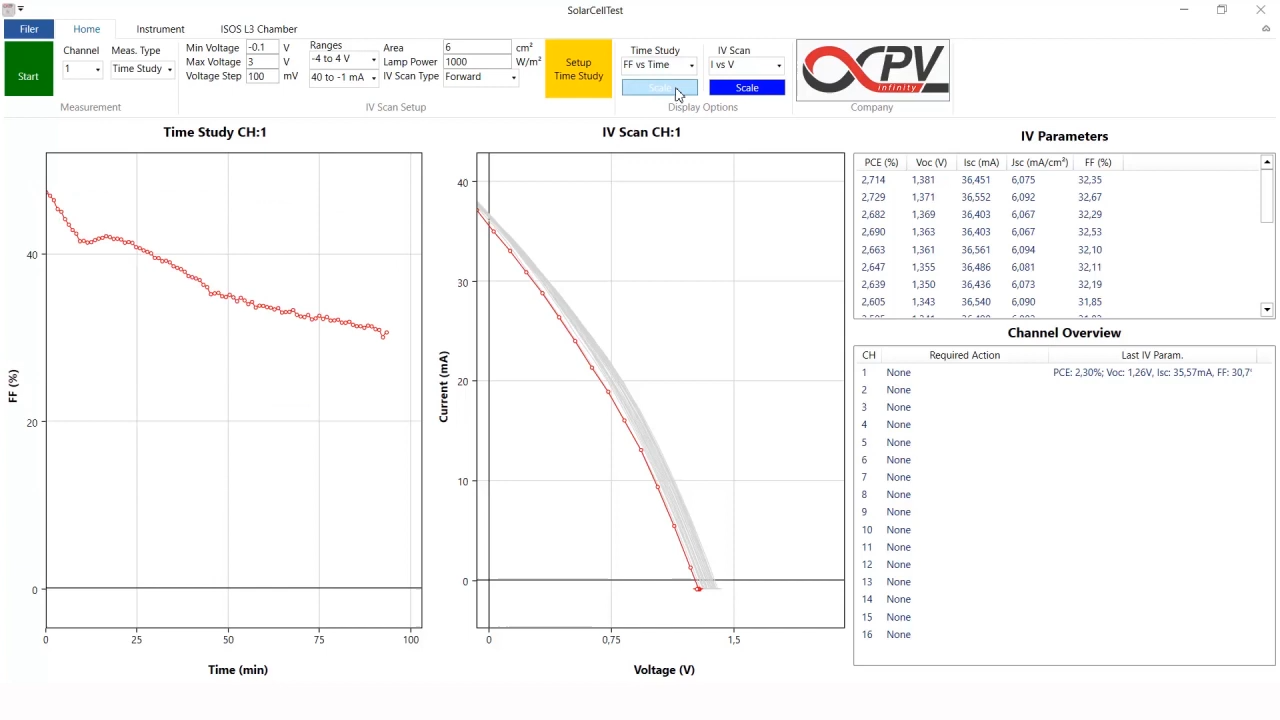 SolarCellTest
Filer Home Instrument ISOS L3 Chamber
Start
Channel
1
Meas. Type
Time Study
Measurement
Min Voltage -0.1 V
Max Voltage 3 V
Voltage Step 100 mV
Ranges
-4 to 4 V
40 to -1 mA
Area 6 cm²
Lamp Power 1000 W/m²
IV Scan Type Forward
IV Scan Setup
Setup
Time Study
Time Study
FF vs Time
Scale
IV Scan
I vs V
Scale
Display Options
PV
infinity
Company
Time Study CH:1
FF (%)
40
20
0
0 25 50 75 100
Time (min)
IV Scan CH:1
Current (mA)
40
30
20
10
0
0 0,75 1,5
Voltage (V)
IV Parameters
PCE (%) Voc (V) Isc (mA) Jsc (mA/cm²) FF (%)
2,714 1,381 36,451 6,075 32,35
2,729 1,371 36,552 6,092 32,67
2,682 1,369 36,403 6,067 32,29
2,690 1,363 36,403 6,067 32,53
2,663 1,361 36,561 6,094 32,10
2,647 1,355 36,486 6,081 32,11
2,639 1,350 36,436 6,073 32,19
2,605 1,343 36,540 6,090 31,85
Channel Overview
CH Required Action Last IV Param.
1 None PCE: 2,30%; Voc: 1,26V, Isc: 35,57mA, FF: 30,7
2 None
3 None
4 None
5 None
6 None
7 None
8 None
9 None
10 None
11 None
12 None
13 None
14 None
15 None
16 None